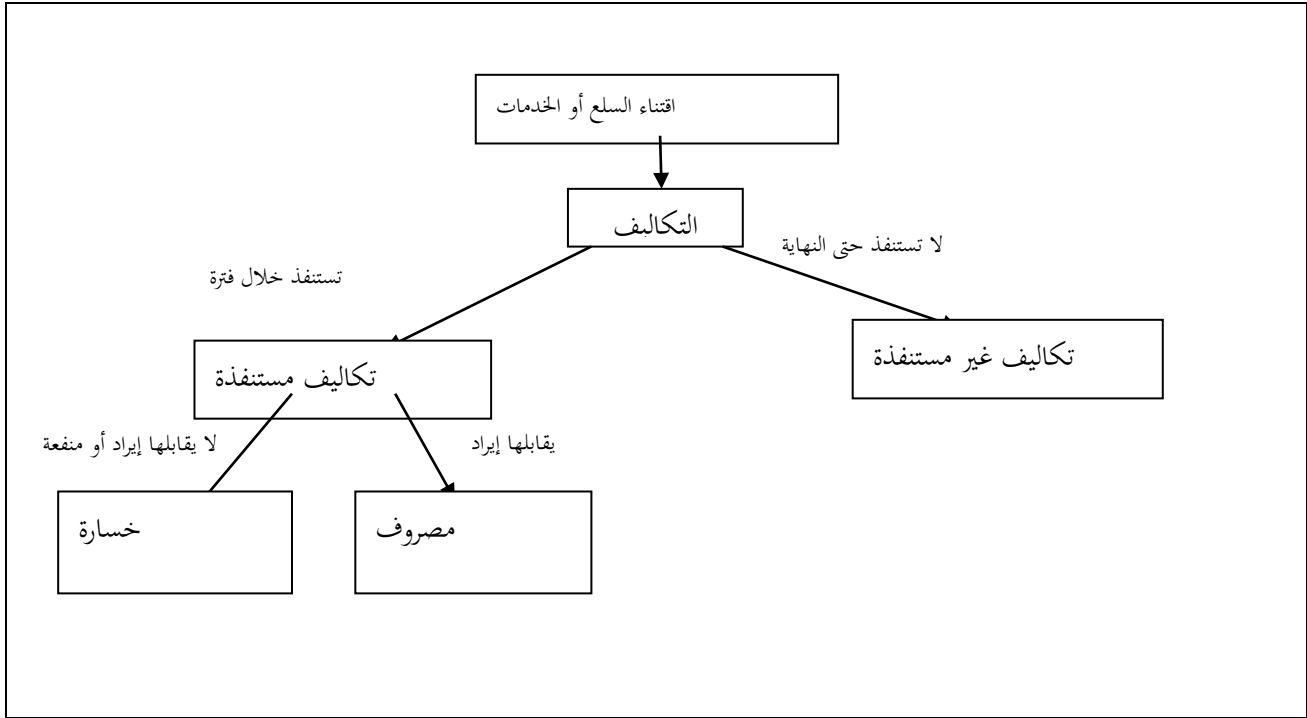 اقتناء السلع أو الخدمات
التكاليف
لا تستنفذ حتى النهاية
تستنفذ خلال فترة
تكاليف غير مستنفذة
تكاليف مستنفذة
يقابلها إيراد
لا يقابلها إيراد أو منفعة
مصروف
خسارة